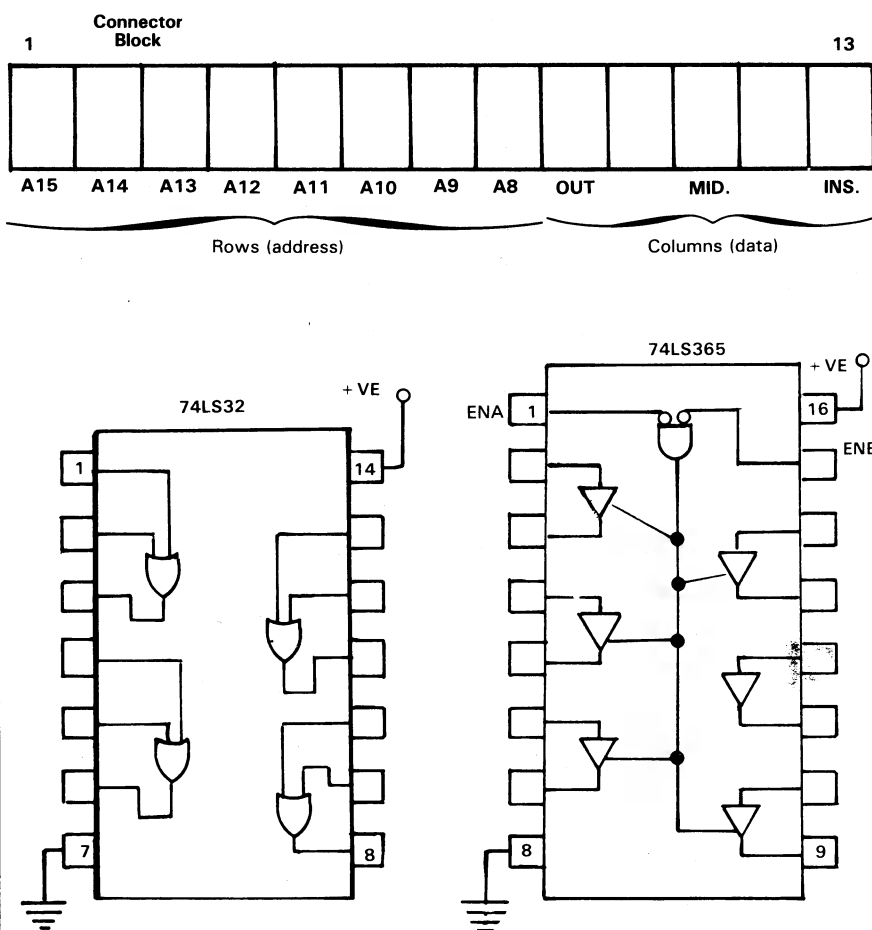 Connector
Block
1 13
A15 A14 A13 A12 A11 A10 A9 A8 OUT MID. INS.
Rows (address) Columns (data)
74LS32
+ VE
1 14
7 8
74LS365
+ VE
ENA 1 16
ENE
8 9